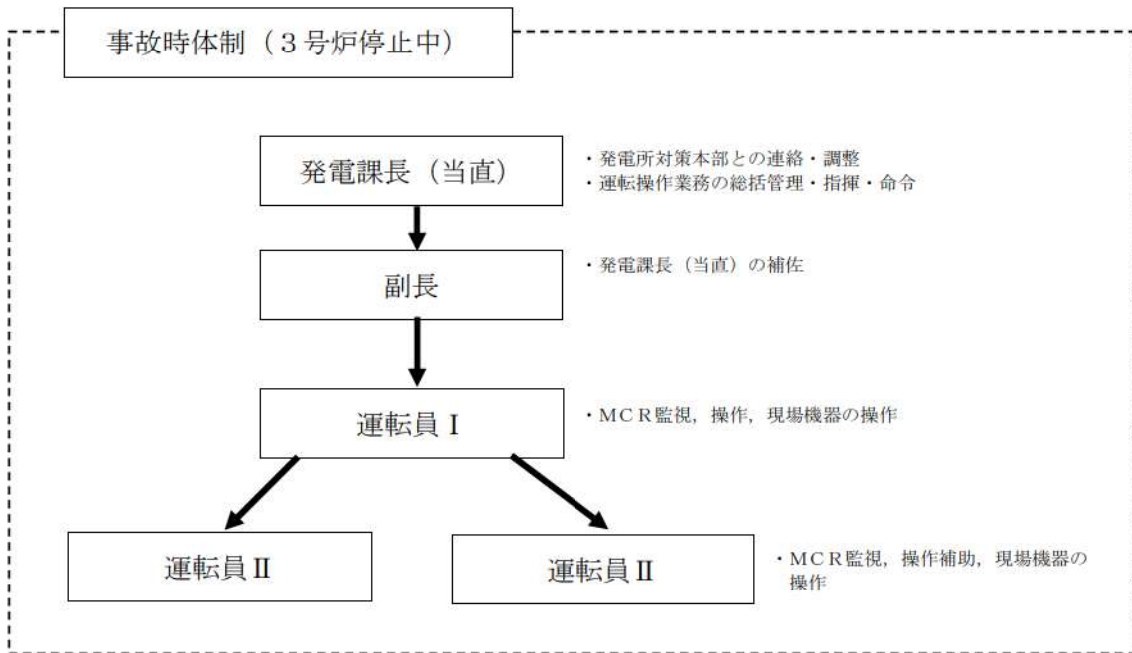 事故時体制（３号炉停止中）
発電課長（当直）
・発電所対策本部との連絡・調整
・運転操作業務の総括管理・指揮・命令
副長
・発電課長（当直）の補佐
運転員Ⅰ
・ＭＣＲ監視，操作，現場機器の操作
運転員Ⅱ
運転員Ⅱ
・ＭＣＲ監視，操作補助，現場機器の
操作